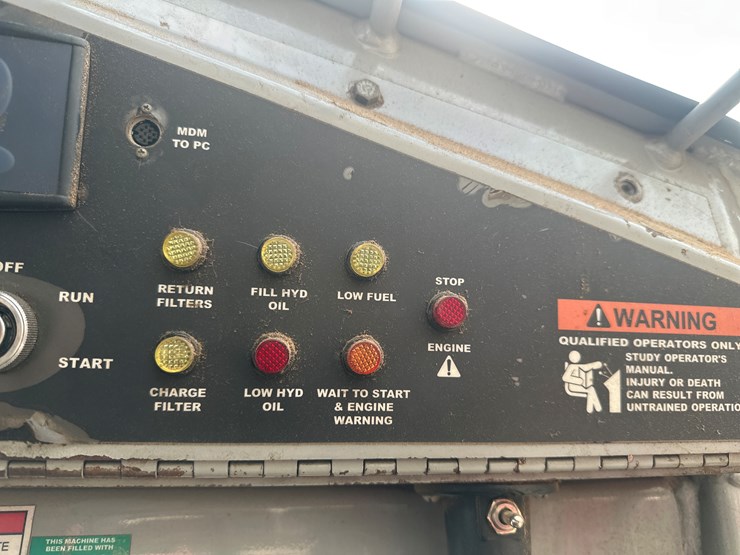 MDM
TO PC
OFF
RUN
START
RETURN
FILTERS
FILL HYD
OIL
LOW FUEL
STOP
ENGINE
CHARGE
FILTER
LOW HYD
OIL
WAIT TO START
& ENGINE
WARNING
WARNING
QUALIFIED OPERATORS ONLY
STUDY OPERATOR'S
MANUAL.
INJURY OR DEATH
CAN RESULT FROM
UNTRAINED OPERATIO
TE
THIS MACHINE HAS
BEEN FILLED WITH